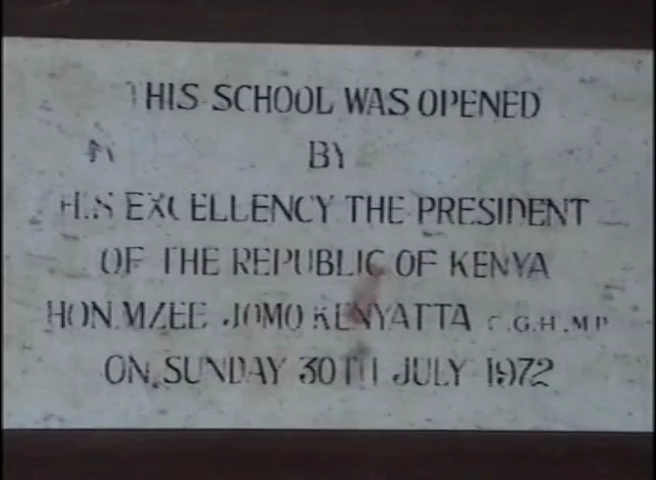 THIS SCHOOL WAS OPENED
BY
HIS EXCELLENCY THE PRESIDENT
OF THE REPUBLIC OF KENYA
HON. MZEE JOMO KENYATTA C.G.H.M.P
ON SUNDAY 30TH JULY 1972